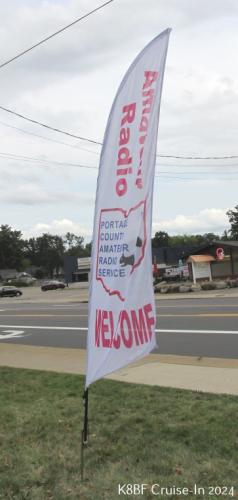 Amateur
Radio
PORTAGE
COUNTY
AMATEUR
RADIO
SERVICE
WELCOME
K8BF Cruise-In 2024